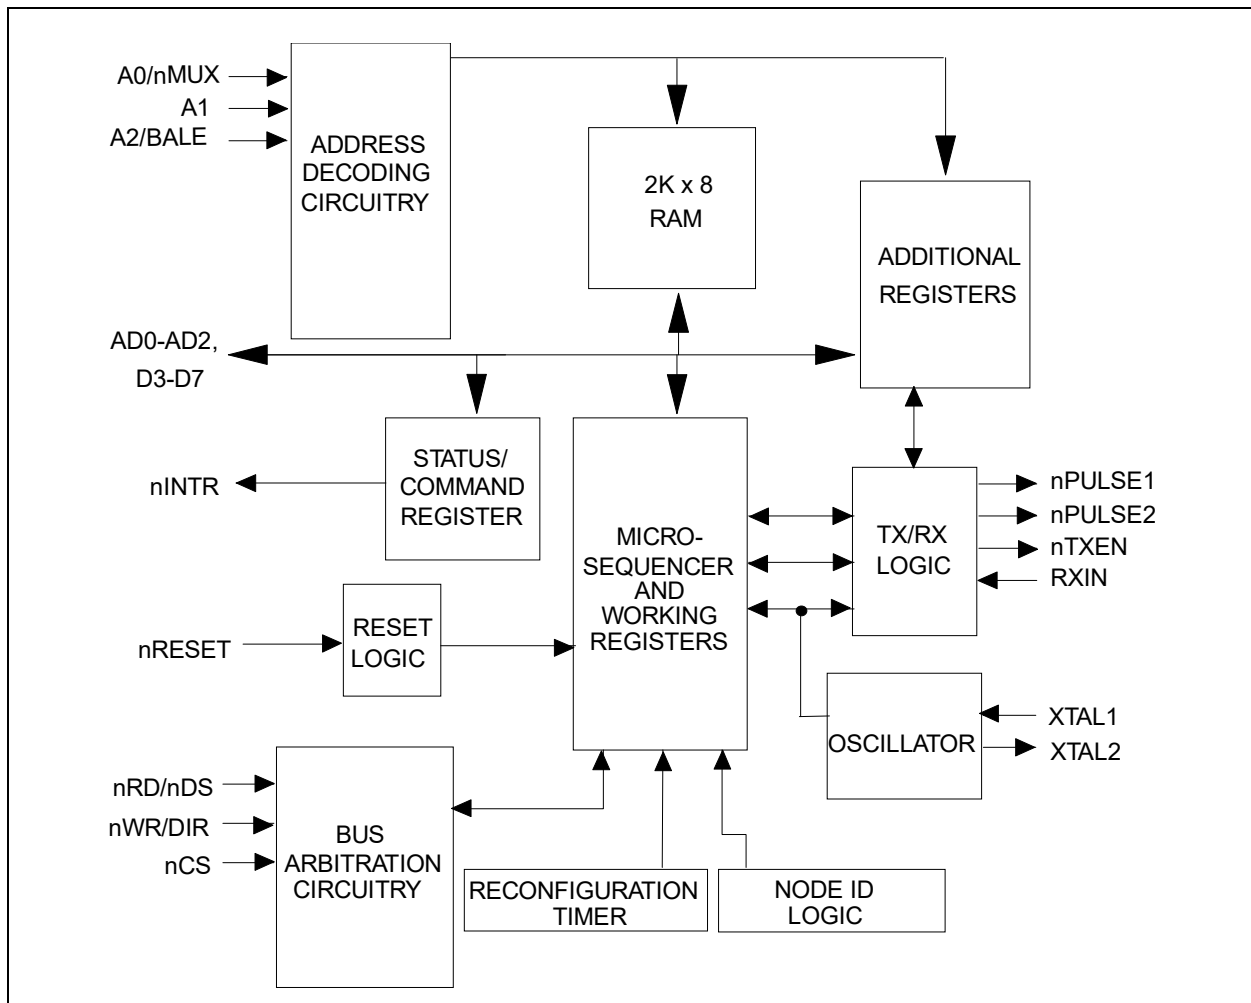 A0/nMUX
A1
A2/BALE
ADDRESS
DECODING
CIRCUITRY
2K x 8
RAM
ADDITIONAL
REGISTERS
AD0-AD2,
D3-D7
nINTR
STATUS/
COMMAND
REGISTER
MICRO-
SEQUENCER
AND
WORKING
REGISTERS
TX/RX
LOGIC
nPULSE1
nPULSE2
nTXEN
RXIN
nRESET
RESET
LOGIC
OSCILLATOR
XTAL1
XTAL2
nRD/nDS
nWR/DIR
nCS
BUS
ARBITRATION
CIRCUITRY
RECONFIGURATION
TIMER
NODE ID
LOGIC